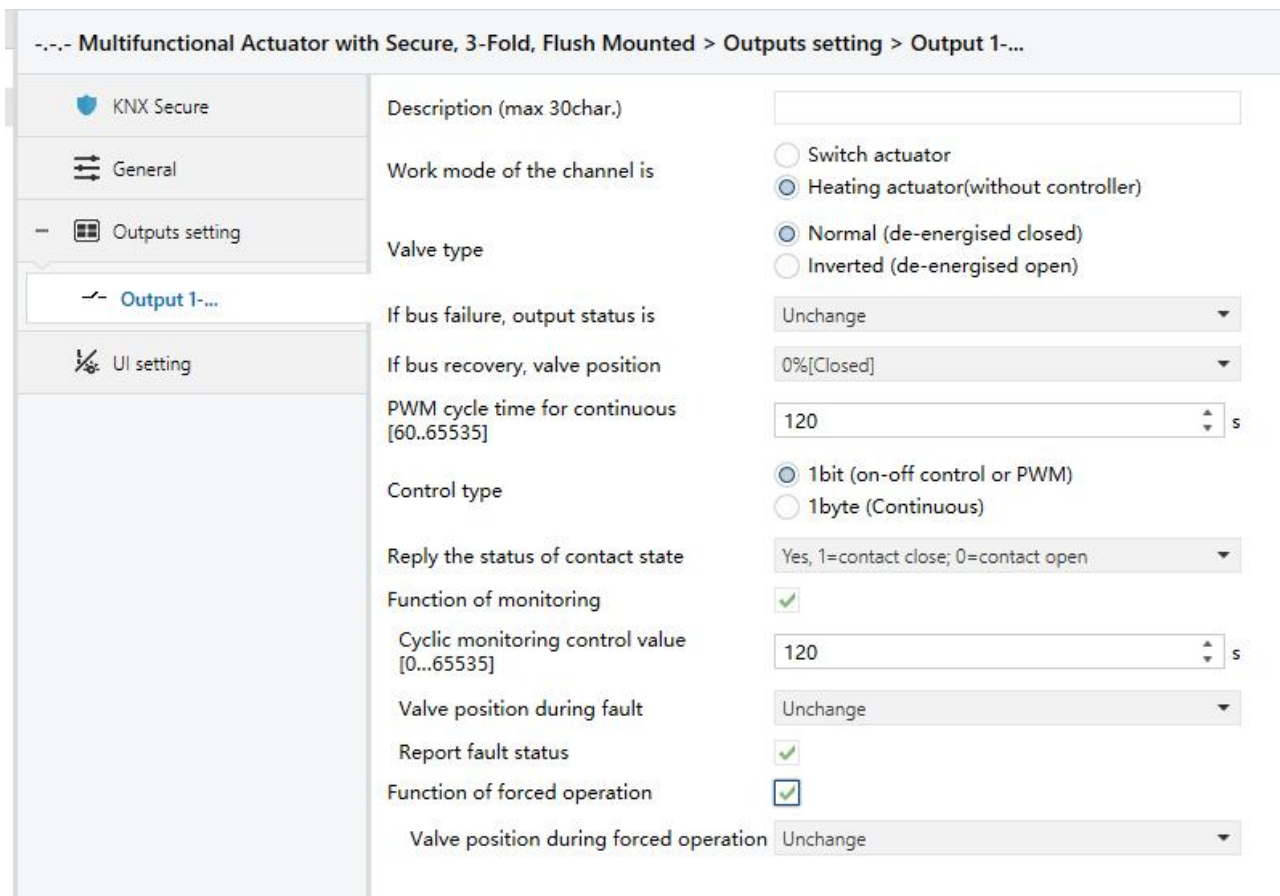 -.-.- Multifunctional Actuator with Secure, 3-Fold, Flush Mounted > Outputs setting > Output 1-...
KNX Secure
General
Outputs setting
Output 1-...
UI setting
Description (max 30char.)
Work mode of the channel is
Switch actuator
Heating actuator(without controller)
Valve type
Normal (de-energised closed)
Inverted (de-energised open)
If bus failure, output status is
Unchange
If bus recovery, valve position
0%[Closed]
PWM cycle time for continuous
[60..65535]
120
s
Control type
1bit (on-off control or PWM)
1byte (Continuous)
Reply the status of contact state
Yes, 1=contact close; 0=contact open
Function of monitoring
Cyclic monitoring control value
[0...65535]
120
s
Valve position during fault
Unchange
Report fault status
Function of forced operation
Valve position during forced operation
Unchange